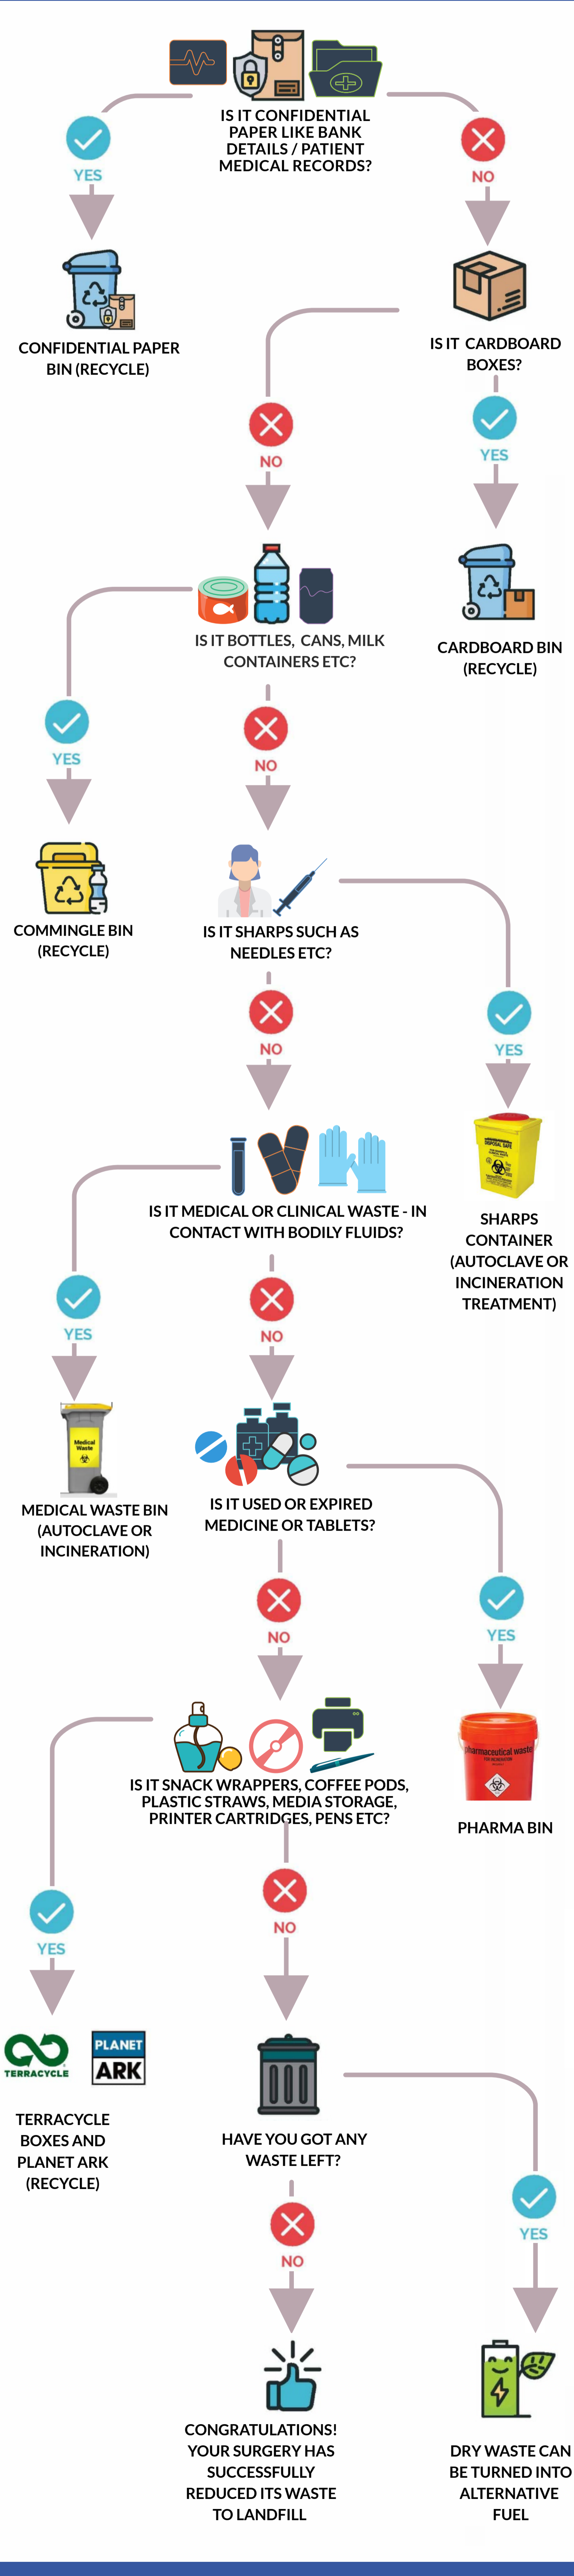 IS IT CONFIDENTIAL
PAPER LIKE BANK
DETAILS / PATIENT
MEDICAL RECORDS?
YES
NO
CONFIDENTIAL PAPER
BIN (RECYCLE)
IS IT CARDBOARD
BOXES?
NO
YES
IS IT BOTTLES, CANS, MILK
CONTAINERS ETC?
CARDBOARD BIN
(RECYCLE)
YES
NO
COMMINGLE BIN
(RECYCLE)
IS IT SHARPS SUCH AS
NEEDLES ETC?
NO
YES
DISPOSAL SAFE
IS IT MEDICAL OR CLINICAL WASTE - IN
CONTACT WITH BODILY FLUIDS?
SHARPS
CONTAINER
(AUTOCLAVE OR
INCINERATION
TREATMENT)
YES
NO
Medical
Waste
MEDICAL WASTE BIN
(AUTOCLAVE OR
INCINERATION)
IS IT USED OR EXPIRED
MEDICINE OR TABLETS?
NO
YES
pharmaceutical waste
FOR INCINERATION
IS IT SNACK WRAPPERS, COFFEE PODS,
PLASTIC STRAWS, MEDIA STORAGE,
PRINTER CARTRIDGES, PENS ETC?
PHARMA BIN
YES
NO
TERRACYCLE
PLANET
ARK
TERRACYCLE
BOXES AND
PLANET ARK
(RECYCLE)
HAVE YOU GOT ANY
WASTE LEFT?
NO
YES
CONGRATULATIONS!
YOUR SURGERY HAS
SUCCESSFULLY
REDUCED ITS WASTE
TO LANDFILL
DRY WASTE CAN
BE TURNED INTO
ALTERNATIVE
FUEL